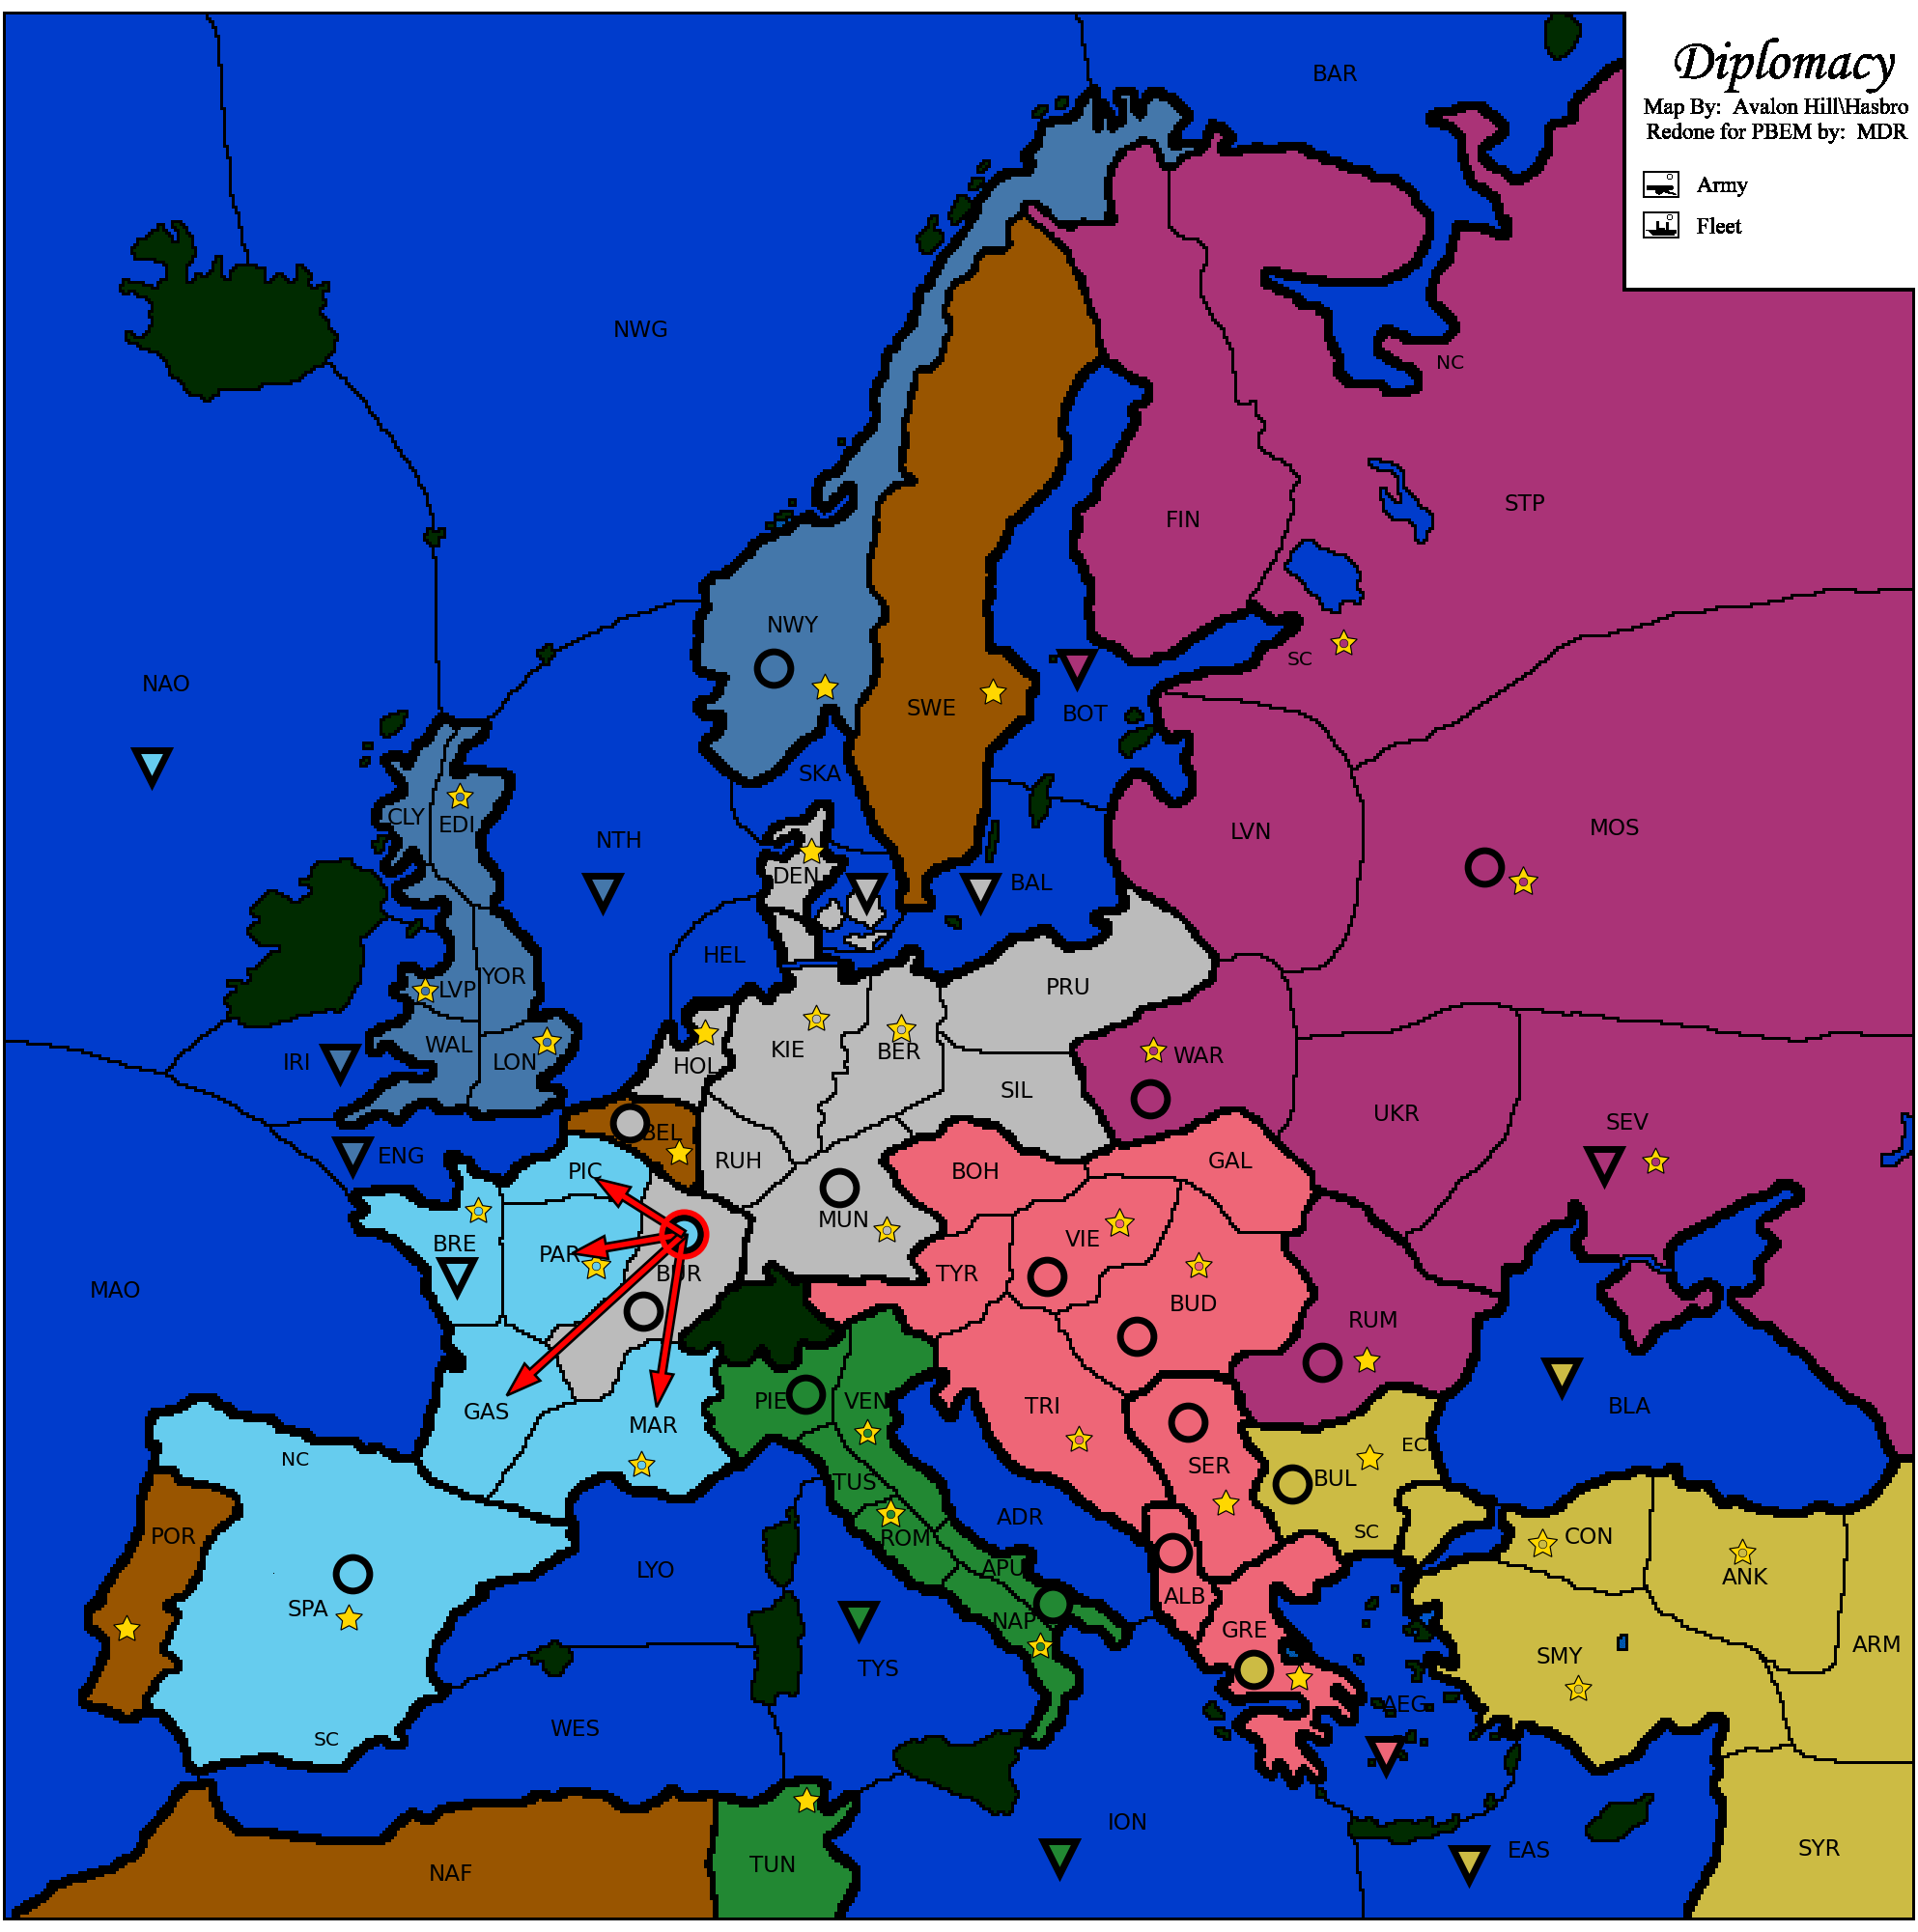 Diplomacy
Map By: Avalon Hill\Hasbro
Redone for PBEM by: MDR
Army
Fleet
BAR
NWG
NC
STP
FIN
NWY
SC
NAO
SWE
BOT
SKA
CLY
EDI
NTH
LVN
MOS
DEN
BAL
HEL
YOR
LVP
PRU
WAL
LON
IRI
HOL
KIE
BER
WAR
SIL
UKR
SEV
BEL
ENG
PIC
RUH
BOH
GAL
MUN
VIE
BRE
PAR
BUR
TYR
MAO
BUD
RUM
GAS
MAR
PIE
VEN
TRI
BLA
NC
EC
SER
BUL
TUS
ADR
SC
CON
POR
ROM
APU
LYO
ANK
ALB
SPA
NAP
GRE
ARM
SMY
TYS
AEG
WES
SC
ION
EAS
SYR
NAF
TUN